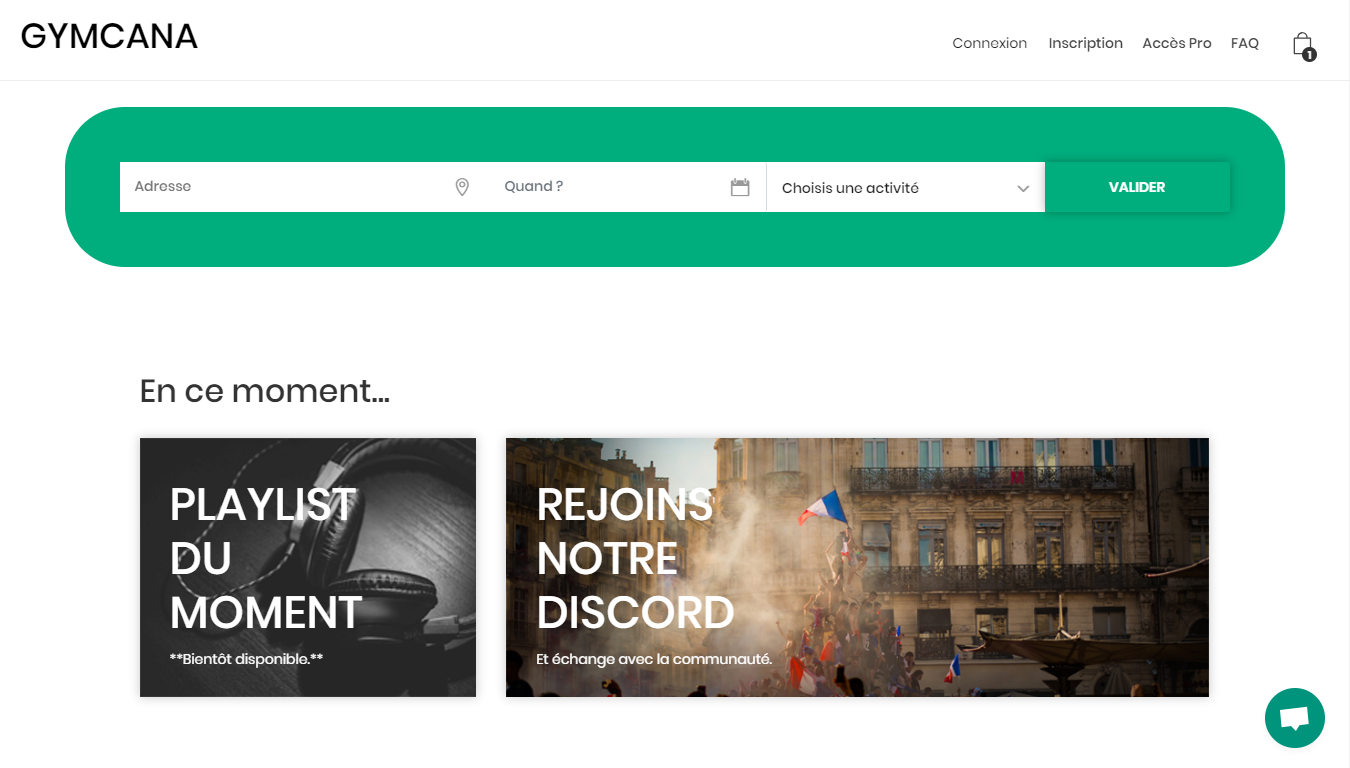 GYMCANA
Connexion Inscription Accès Pro FAQ
1
Adresse Quand ? Choisis une activité VALIDER
En ce moment...
PLAYLIST
DU
MOMENT
**Bientôt disponible.**
REJOINS
NOTRE
DISCORD
Et échange avec la communauté.